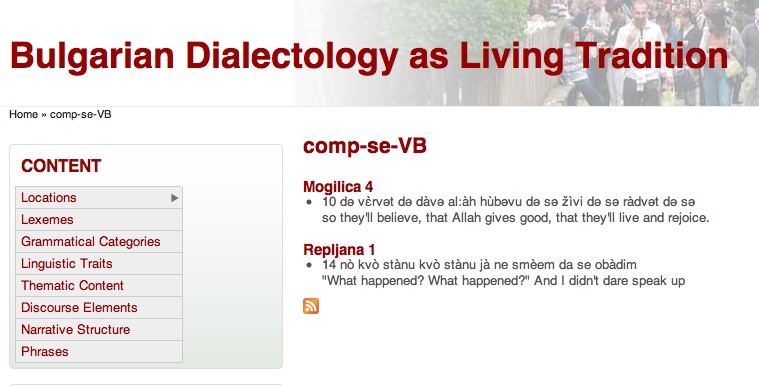 Bulgarian Dialectology as Living Tradition
Home » comp-se-VB
CONTENT
Locations
Lexemes
Grammatical Categories
Linguistic Traits
Thematic Content
Discourse Elements
Narrative Structure
Phrases
comp-se-VB
Mogilica 4
10 də vɛ̀rvət də dàvə al:àh hùbəvu də sə žìvi də sə ràdvət də sə
so they'll believe, that Allah gives good, that they'll live and rejoice.
Repljana 1
14 nò kvò stànu kvò stànu jà ne smèem da se obàdim
"What happened? What happened?" And I didn't dare speak up